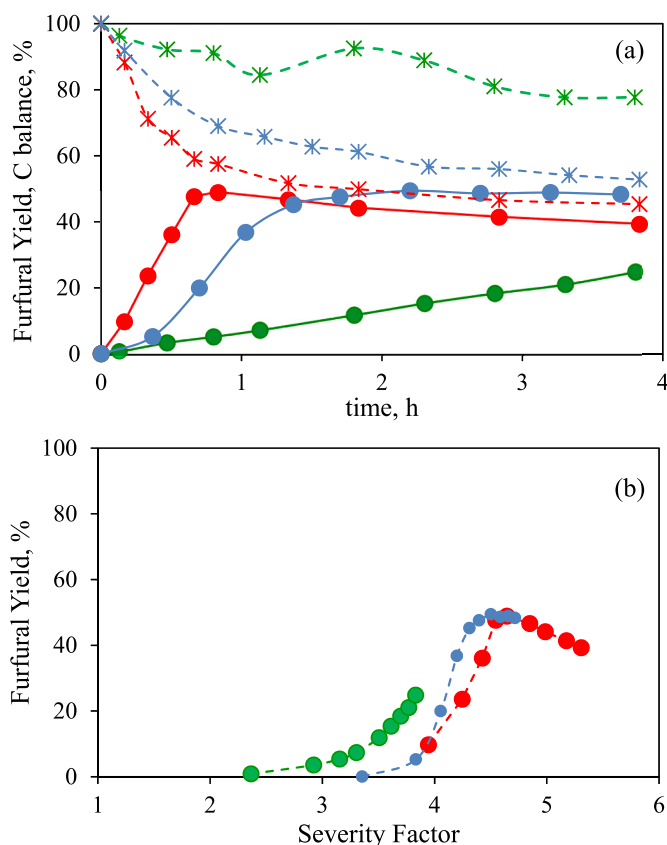 (a)
Furfural Yield, C balance, %
100
80
60
40
20
0
0 1 2 3 4
time, h
(b)
Furfural Yield, %
100
80
60
40
20
0
1 2 3 4 5 6
Severity Factor